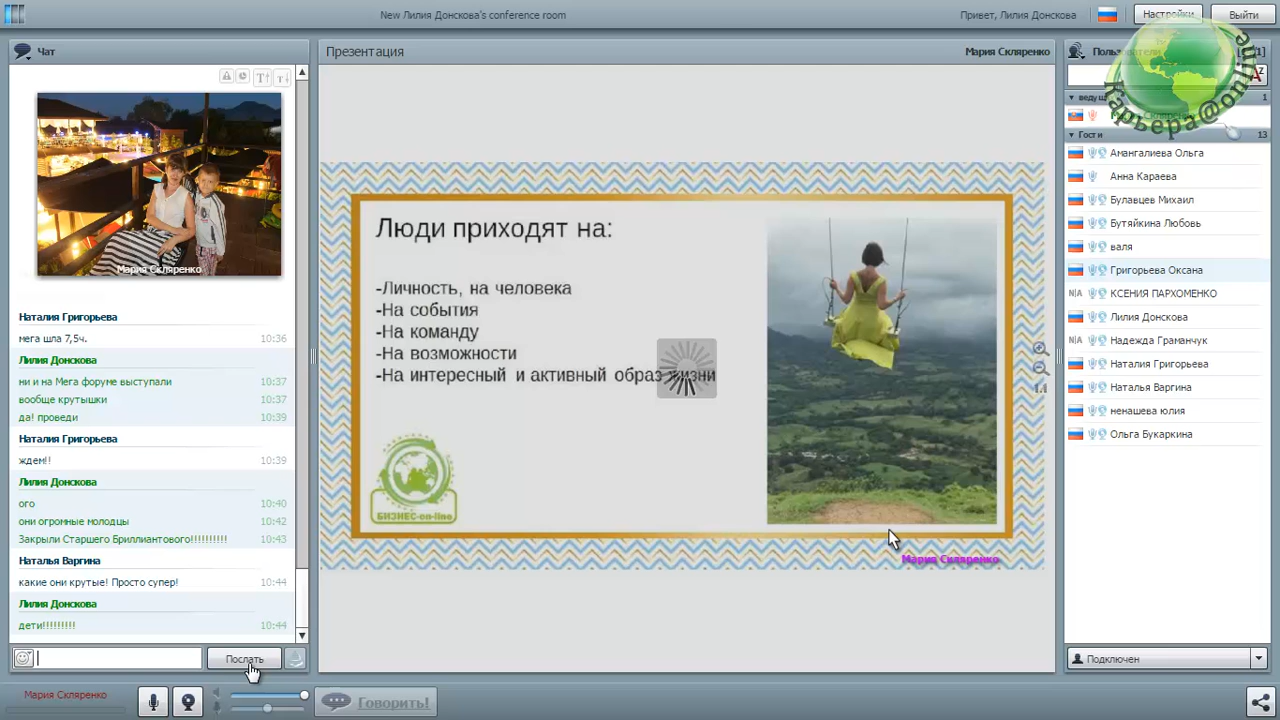 New Лилия Донскова's conference room
Привет, Лилия Донскова
Настройки
Выйти
Чат
Мария Скляренко
Наталия Григорьева
мега шла 7,5ч. 10:36
Лилия Донскова
ни и на Мега форуме выступали 10:37
вообще крутышки 10:37
да! проведи 10:39
Наталия Григорьева
ждем!! 10:39
Лилия Донскова
ого 10:40
они огромные молодцы 10:42
Закрыли Старшего Бриллиантового!!!!!!!!!! 10:43
Наталья Варгина
какие они крутые! Просто супер! 10:44
Лилия Донскова
дети!!!!!!!!! 10:44
Послать
Мария Скляренко
Говорить!
Презентация
Мария Скляренко
Люди приходят на:
-Личность, на человека
-На события
-На команду
-На возможности
-На интересный и активный образ жизни
БИЗНЕС-on-line
Мария Скляренко
1:1
Карьера@online
1
Гости 13
Амангалиева Ольга
Анна Караева
Булавцев Михаил
Бутяйкина Любовь
валя
Григорьева Оксана
N/A КСЕНИЯ ПАРХОМЕНКО
Лилия Донскова
N/A Надежда Граманчук
Наталия Григорьева
Наталья Варгина
ненашева юлия
Ольга Букаркина
Подключен